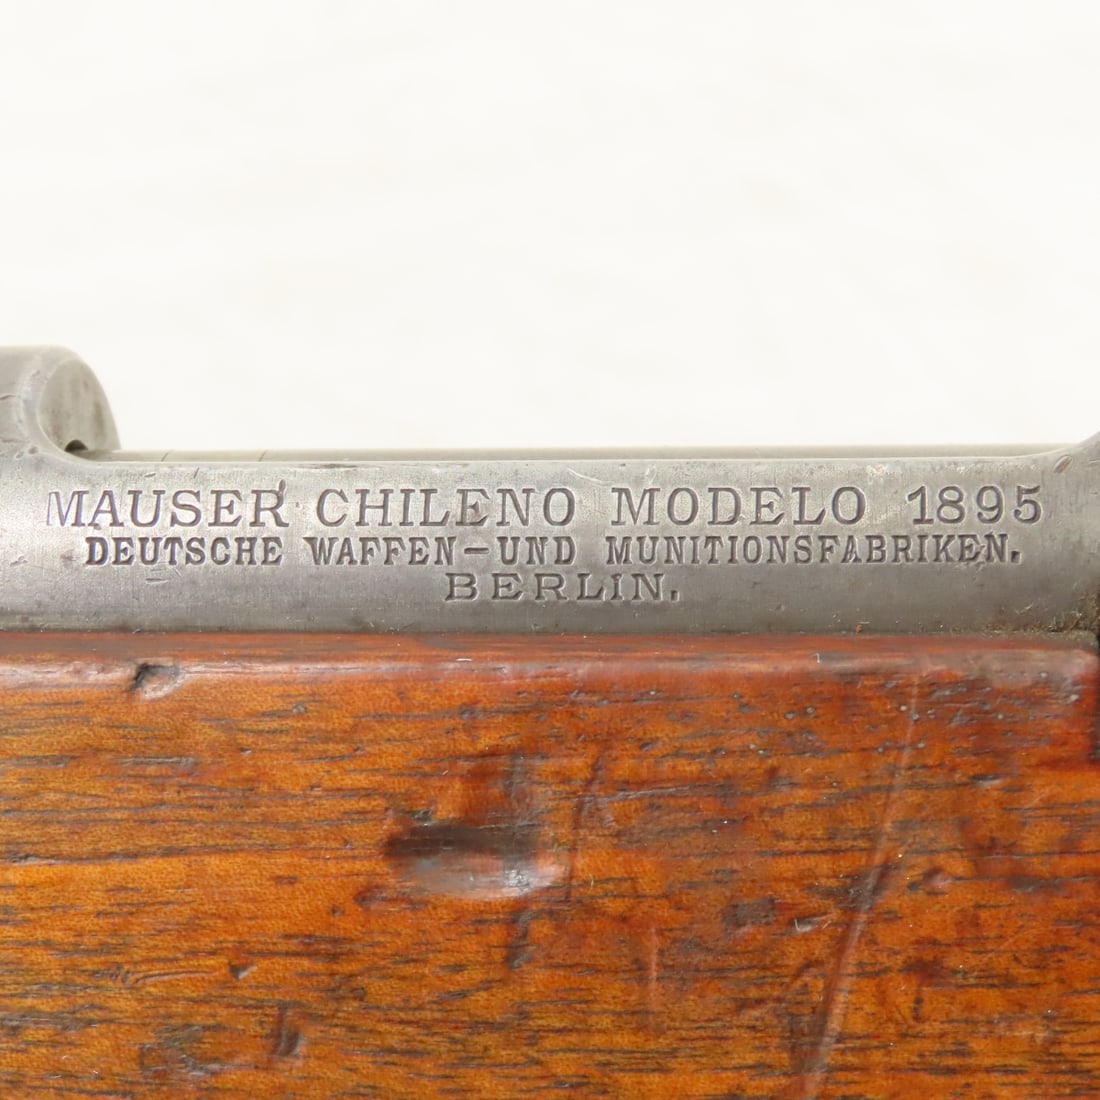 MAUSER CHILENO MODELO 1895
DEUTSCHE WAFFEN-UND MUNITIONSFABRIKEN.
BERLIN.